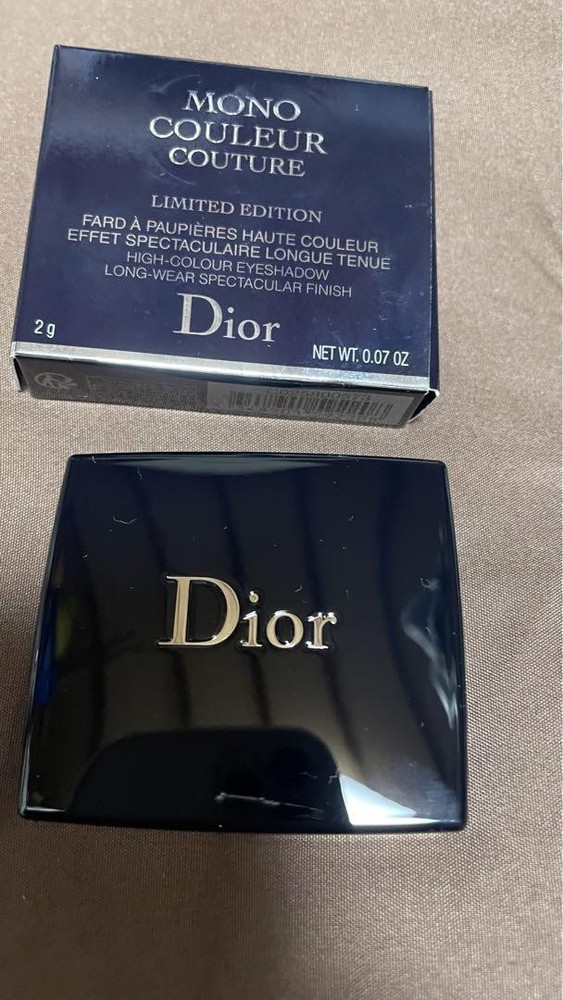 MONO
COULEUR
COUTURE
LIMITED EDITION
FARD À PAUPIÈRES HAUTE COULEUR
EFFET SPECTACULAIRE LONGUE TENUE
HIGH-COLOUR EYESHADOW
LONG-WEAR SPECTACULAR FINISH
Dior
2 g
NET WT. 0.07 OZ
Dior